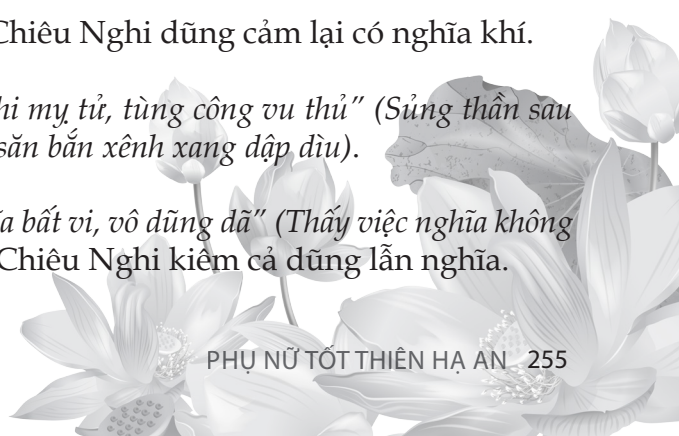 Chiêu Nghi dũng cảm lại có nghĩa khí.
hi mỵ tử, tùng công vu thủ” (Sủng thần sau
săn bắn xênh xang dập dìu).
ĩa bất vi, vô dũng dã” (Thấy việc nghĩa không
Chiêu Nghi kiêm cả dũng lẫn nghĩa.
PHỤ NỮ TỐT THIÊN HẠ AN 255